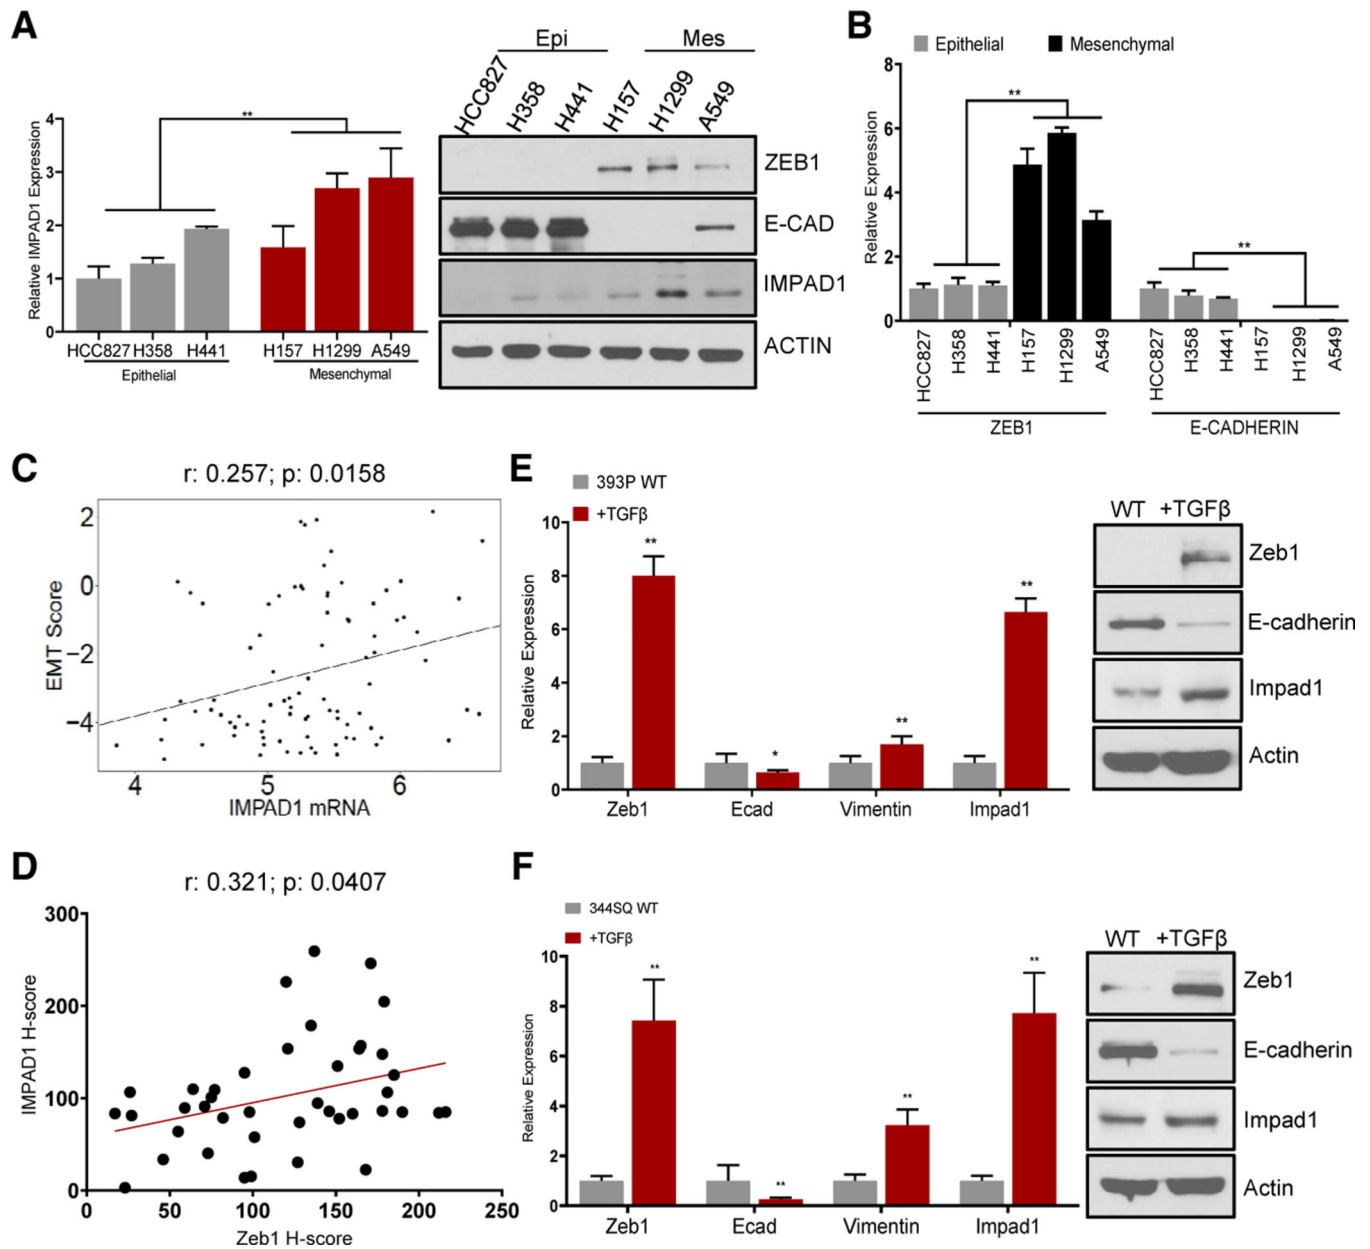 A
Epi
Mes
HCC827
H358
H441
H157
H1299
A549
ZEB1
E-CAD
IMPAD1
ACTIN
Relative IMPAD1 Expression
4
3
2
1
0
**
HCC827 H358 H441 H157 H1299 A549
Epithelial
Mesenchymal
B
Epithelial
Mesenchymal
Relative Expression
8
6
4
2
0
**
**
HCC827
H358
H441
H157
H1299
A549
HCC827
H358
H441
H157
H1299
A549
ZEB1
E-CADHERIN
C
r: 0.257; p: 0.0158
EMT Score
2
0
−2
−4
4 5 6
IMPAD1 mRNA
D
r: 0.321; p: 0.0407
IMPAD1 H-score
300
200
100
0
0 50 100 150 200 250
Zeb1 H-score
E
393P WT
+TGFβ
Relative Expression
10
8
6
4
2
0
**
*
**
**
Zeb1 Ecad Vimentin Impad1
WT +TGFβ
Zeb1
E-cadherin
Impad1
Actin
F
344SQ WT
+TGFβ
Relative Expression
10
8
6
4
2
0
**
**
**
**
Zeb1 Ecad Vimentin Impad1
WT +TGFβ
Zeb1
E-cadherin
Impad1
Actin